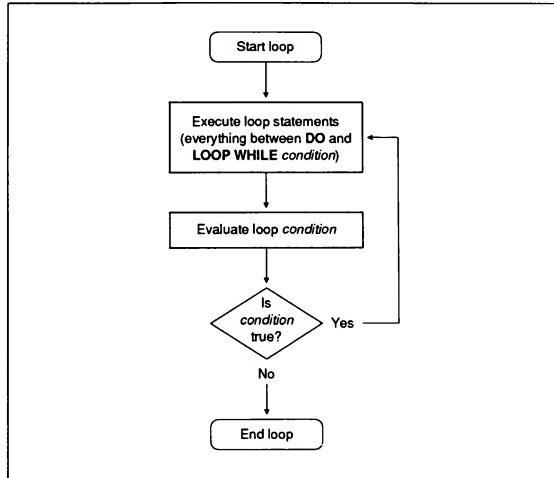 Start loop
Execute loop statements
(everything between DO and
LOOP WHILE condition)
Evaluate loop condition
Is
condition
true?
Yes
No
End loop